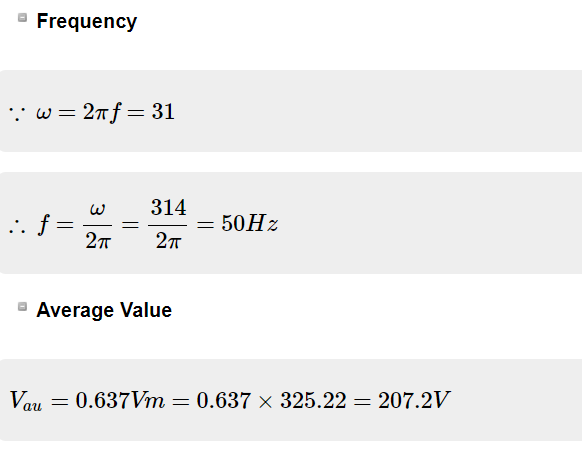 Frequency
∵ ω = 2πf = 31
∴ f = ω/2π = 314/2π = 50Hz
Average Value
V_au = 0.637Vm = 0.637 × 325.22 = 207.2V